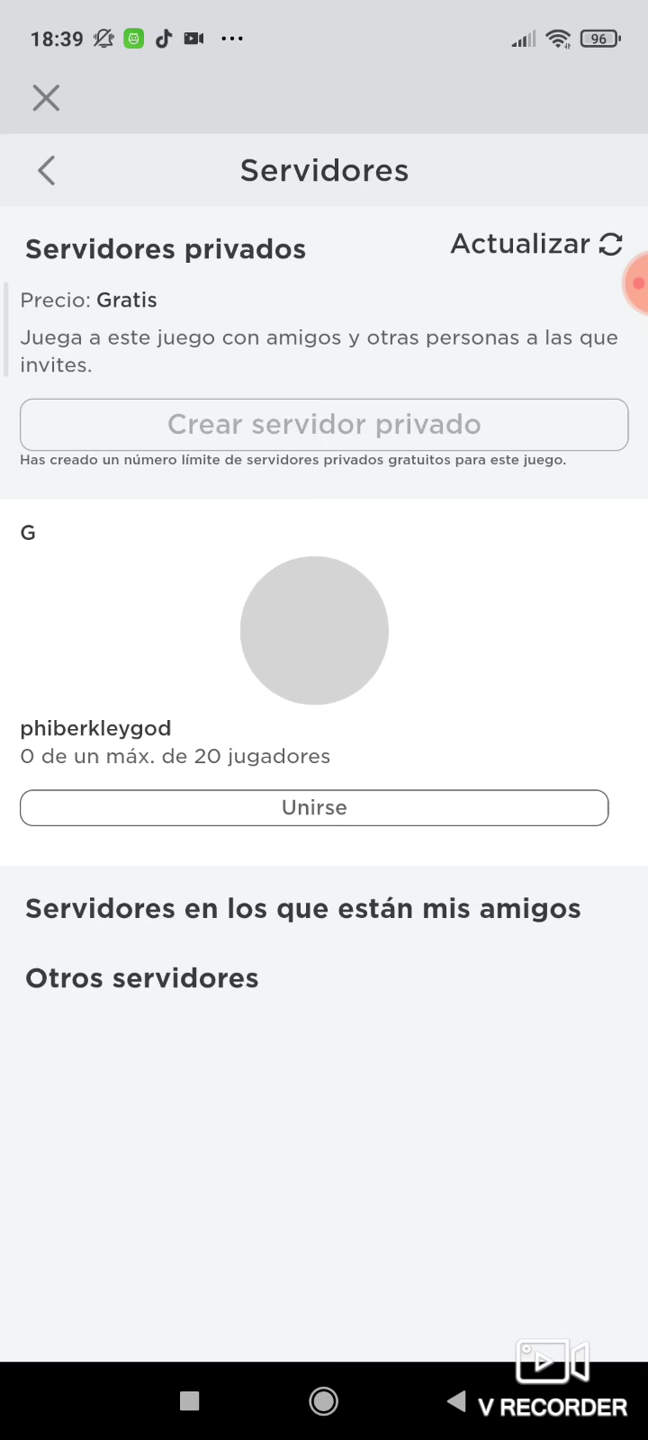 18:39
96
Servidores
Servidores privados
Actualizar
Precio: Gratis
Juega a este juego con amigos y otras personas a las que
invites.
Crear servidor privado
Has creado un número límite de servidores privados gratuitos para este juego.
G
phiberkleygod
0 de un máx. de 20 jugadores
Unirse
Servidores en los que están mis amigos
Otros servidores
V RECORDER